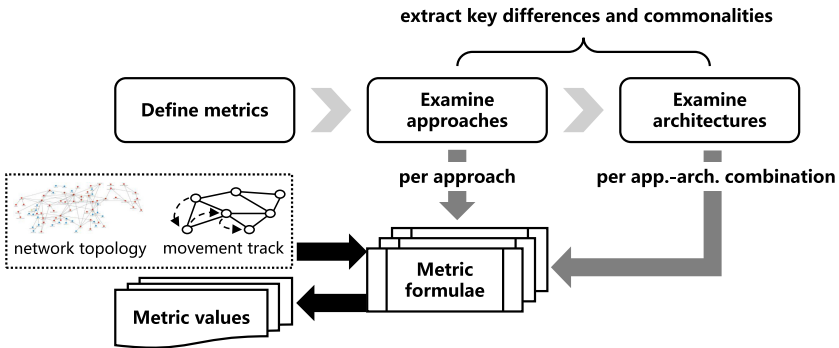 extract key differences and commonalities
Define metrics
Examine
approaches
Examine
architectures
per approach
per app.-arch. combination
network topology
movement track
Metric
formulae
Metric values